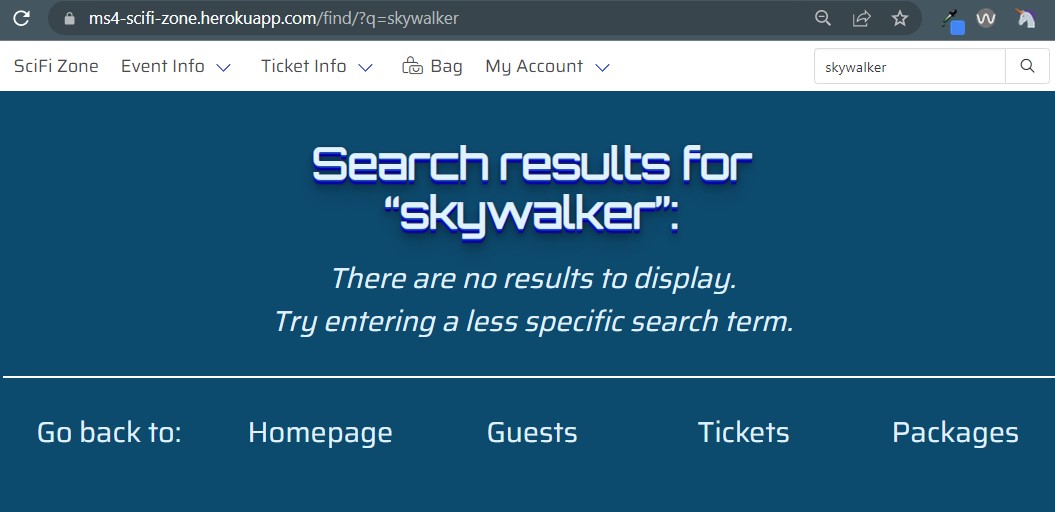 ms4-scifi-zone.herokuapp.com/find/?q=skywalker
SciFi Zone Event Info Ticket Info Bag My Account skywalker
Search results for
“skywalker”:
There are no results to display.
Try entering a less specific search term.
Go back to: Homepage Guests Tickets Packages